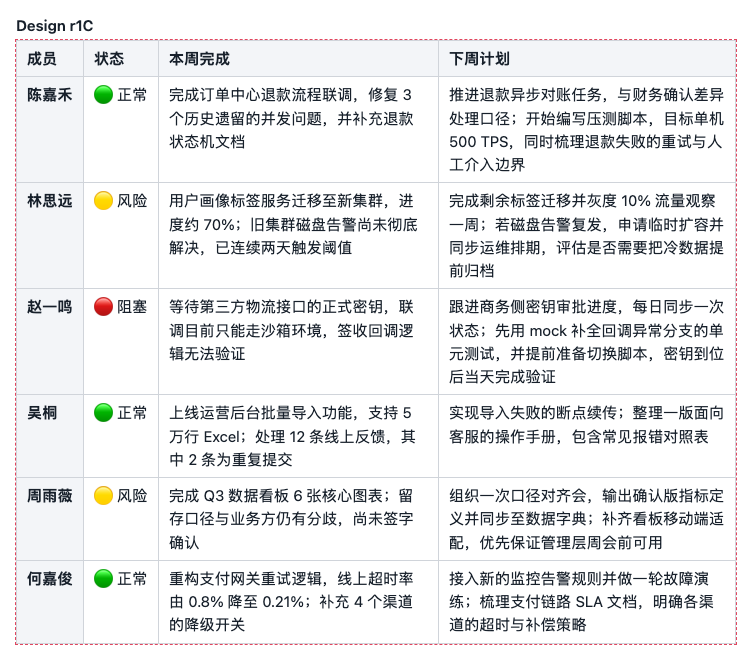 Design r1C
成员 状态 本周完成 下周计划
陈嘉禾 正常 完成订单中心退款流程联调，修复 3 推进退款异步对账任务，与财务确认差异
个历史遗留的并发问题，并补充退款 处理口径；开始编写压测脚本，目标单机
状态机文档 500 TPS，同时梳理退款失败的重试与人
工介入边界
林思远 风险 用户画像标签服务迁移至新集群，进 完成剩余标签迁移并灰度 10% 流量观察
度约 70%；旧集群磁盘告警尚未彻底 一周；若磁盘告警复发，申请临时扩容并
解决，已连续两天触发阈值 同步运维排期，评估是否需要把冷数据提
前归档
赵一鸣 阻塞 等待第三方物流接口的正式密钥，联 跟进商务侧密钥审批进度，每日同步一次
调目前只能走沙箱环境，签收回调逻 状态；先用 mock 补全回调异常分支的单
辑无法验证 元测试，并提前准备切换脚本，密钥到位
后当天完成验证
吴桐 正常 上线运营后台批量导入功能，支持 5 实现导入失败的断点续传；整理一版面向
万行 Excel；处理 12 条线上反馈，其 客服的操作手册，包含常见报错对照表
中 2 条为重复提交
周雨薇 风险 完成 Q3 数据看板 6 张核心图表；留 组织一次口径对齐会，输出确认版指标定
存口径与业务方仍有分歧，尚未签字 义并同步至数据字典；补齐看板移动端适
确认 配，优先保证管理层周会前可用
何嘉俊 正常 重构支付网关重试逻辑，线上超时率 接入新的监控告警规则并做一轮故障演
由 0.8% 降至 0.21%；补充 4 个渠道 练；梳理支付链路 SLA 文档，明确各渠
的降级开关 道的超时与补偿策略